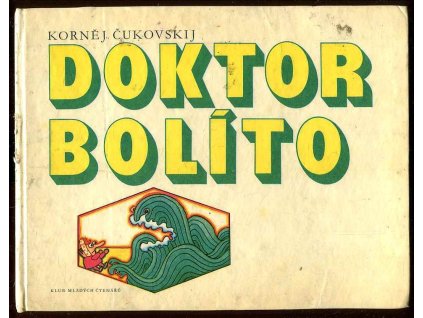 KORNĚJ ČUKOVSKIJ
DOKTOR
BOLÍTO
KLUB MLADÝCH ČTENÁŘŮ